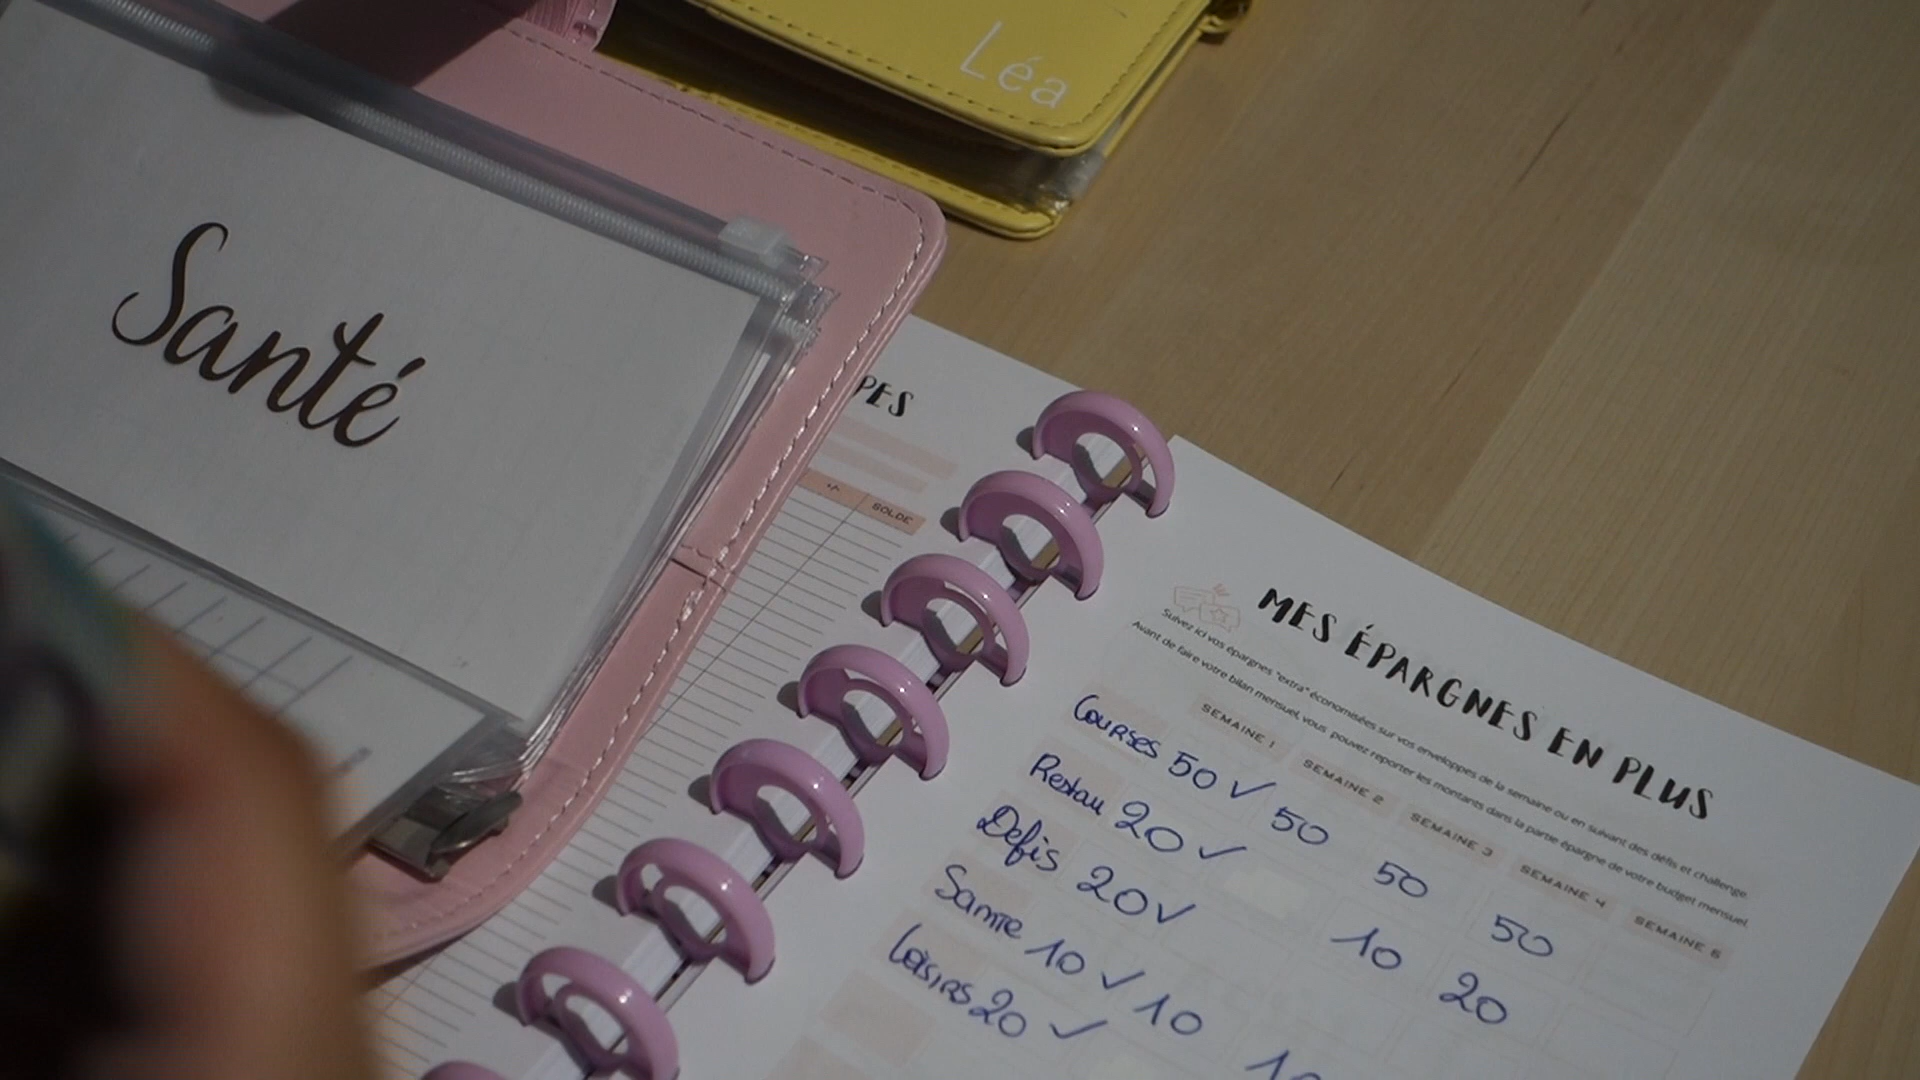 Léa
Santé
PES
+/-
SOLDE
MES ÉPARGNES EN PLUS
Suivez ici vos épargnes "extra" économisées sur vos enveloppes de la semaine ou en suivant des défis et challenge.
Avant de faire votre bilan mensuel, vous pouvez reporter les montants dans la partie épargne de votre budget mensuel.
SEMAINE 1 SEMAINE 2 SEMAINE 3 SEMAINE 4 SEMAINE 5
Courses 50 ✓ 50 50 50
Restau 20 ✓ 10 20
Defis 20 ✓
Sante 10 ✓ 10
Loisirs 20 ✓